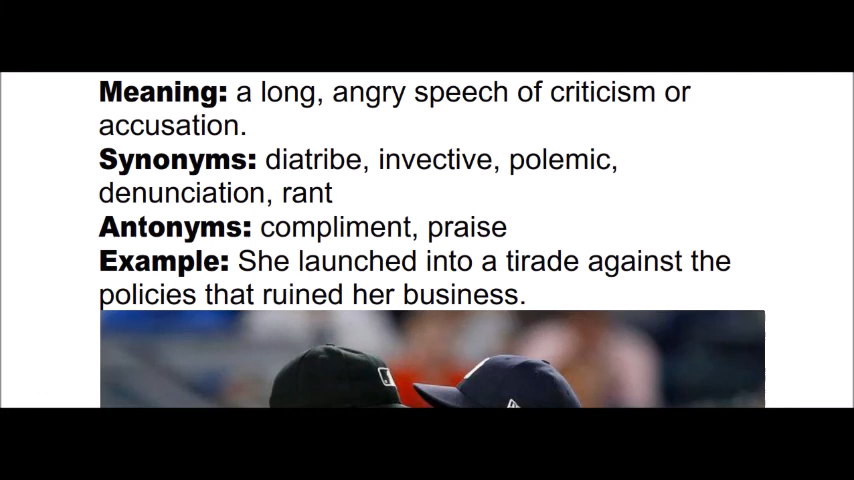 Meaning: a long, angry speech of criticism or
accusation.
Synonyms: diatribe, invective, polemic,
denunciation, rant
Antonyms: compliment, praise
Example: She launched into a tirade against the
policies that ruined her business.